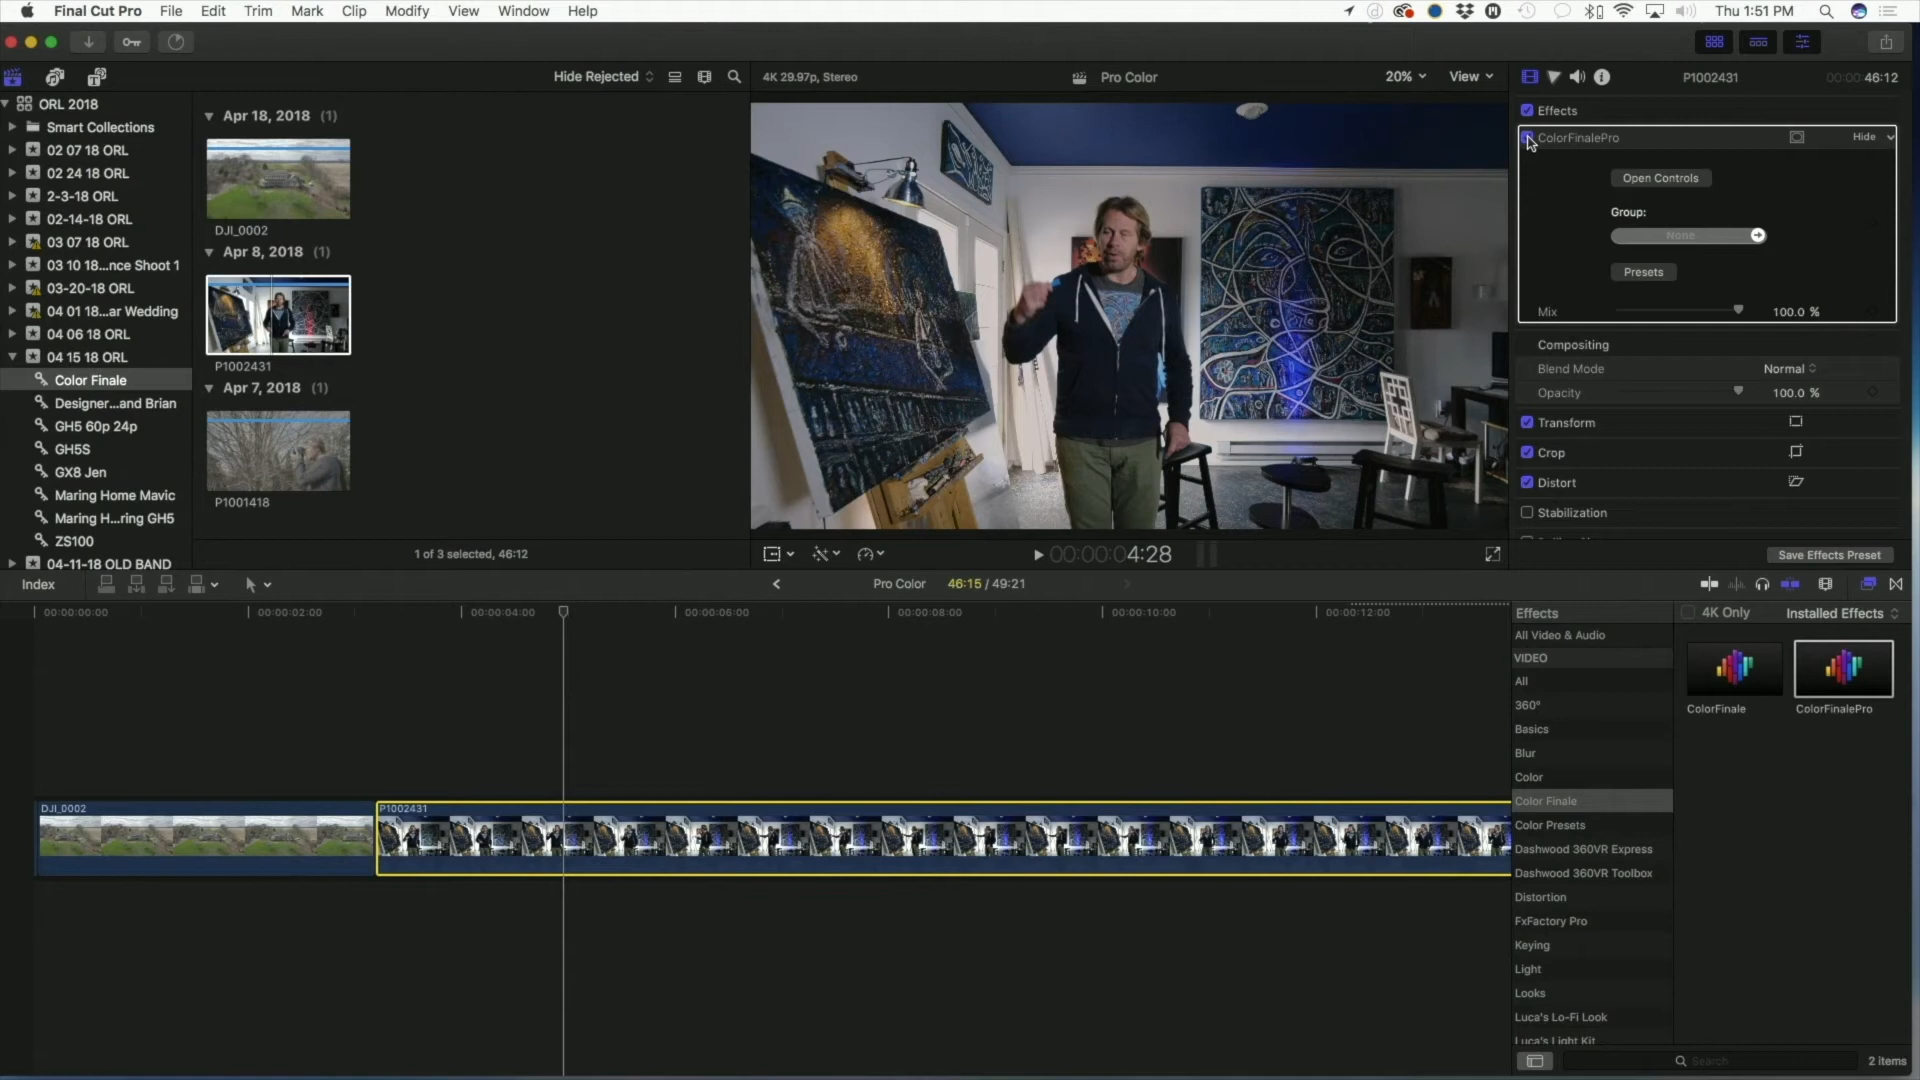 Final Cut Pro File Edit Trim Mark Clip Modify View Window Help
Thu 1:51 PM
Hide Rejected
4K 29.97p, Stereo
Pro Color
20% View
P1002431
00:00 46:12
ORL 2018
Smart Collections
02 07 18 ORL
02 24 18 ORL
2-3-18 ORL
02-14-18 ORL
03 07 18 ORL
03 10 18...nce Shoot 1
03-20-18 ORL
04 01 18...ar Wedding
04 06 18 ORL
04 15 18 ORL
Color Finale
Designer...and Brian
GH5 60p 24p
GH5S
GX8 Jen
Maring Home Mavic
Maring H...ring GH5
ZS100
04-11-18 OLD BAND
Apr 18, 2018 (1)
DJI_0002
Apr 8, 2018 (1)
P1002431
Apr 7, 2018 (1)
P1001418
1 of 3 selected, 46:12
00:00:04:28
Effects
ColorFinalePro
Hide
Open Controls
Group:
None
Presets
Mix 100.0 %
Compositing
Blend Mode Normal
Opacity 100.0 %
Transform
Crop
Distort
Stabilization
Save Effects Preset
Index
Pro Color 46:15 / 49:21
00:00:00:00 00:00:02:00 00:00:04:00 00:00:06:00 00:00:08:00 00:00:10:00 00:00:12:00
DJI_0002
P1002431
Effects
4K Only
Installed Effects
All Video & Audio
VIDEO
All
360°
Basics
Blur
Color
Color Finale
Color Presets
Dashwood 360VR Express
Dashwood 360VR Toolbox
Distortion
FxFactory Pro
Keying
Light
Looks
Luca's Lo-Fi Look
Luca's Light Kit
ColorFinale
ColorFinalePro
Search
2 items